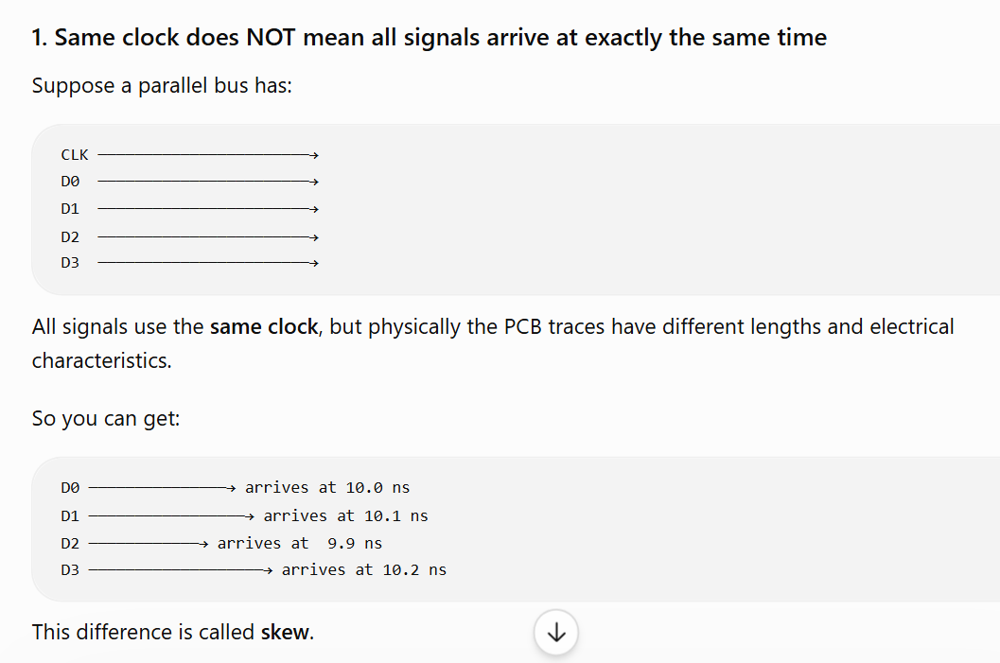 1. Same clock does NOT mean all signals arrive at exactly the same time
Suppose a parallel bus has:
CLK ───────────────────────→
D0 ───────────────────────→
D1 ───────────────────────→
D2 ───────────────────────→
D3 ───────────────────────→
All signals use the same clock, but physically the PCB traces have different lengths and electrical
characteristics.
So you can get:
D0 ───────────────→ arrives at 10.0 ns
D1 ─────────────────→ arrives at 10.1 ns
D2 ────────────→ arrives at 9.9 ns
D3 ───────────────────→ arrives at 10.2 ns
This difference is called skew.